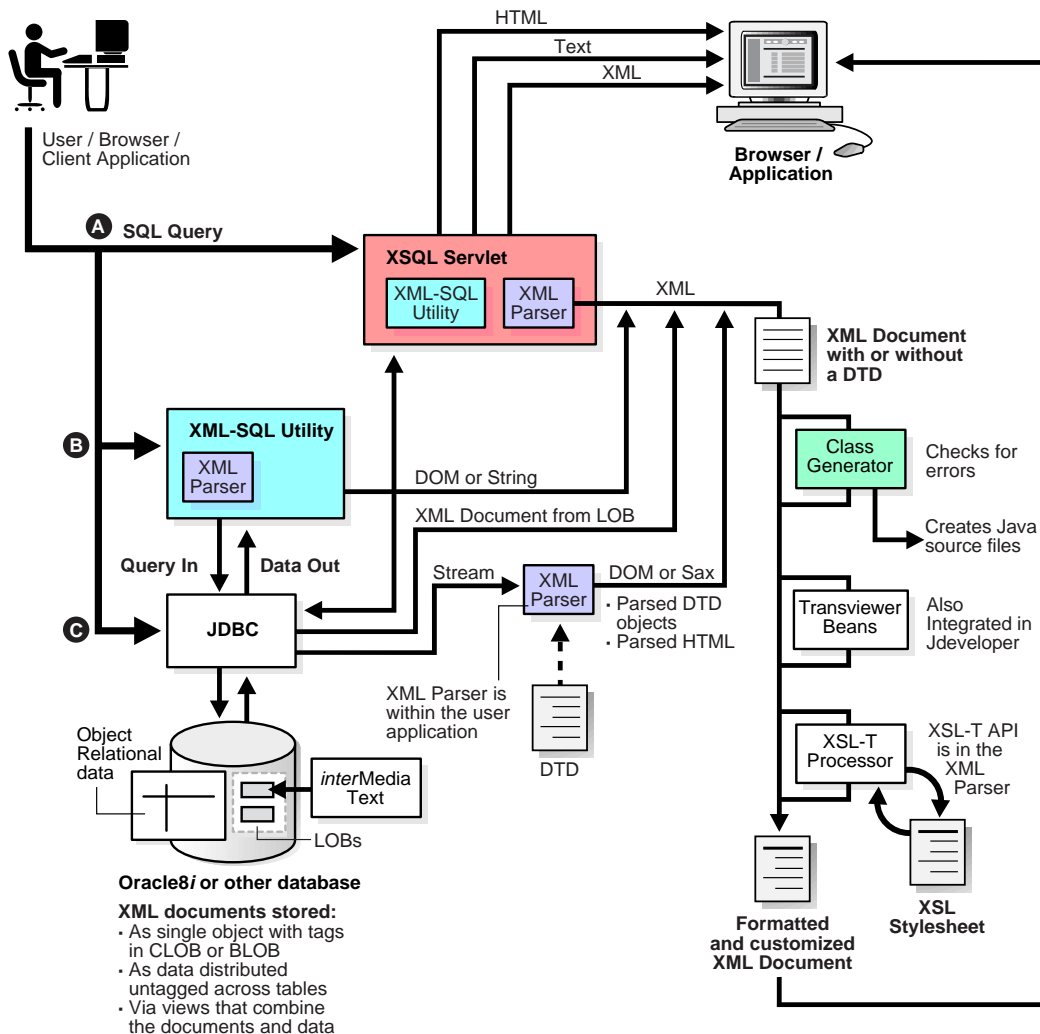 HTML
Text
XML
User / Browser /
Client Application
Browser /
Application
A SQL Query
XSQL Servlet
XML-SQL
Utility
XML
Parser
XML
XML Document
with or without
a DTD
B
XML-SQL Utility
XML
Parser
DOM or String
Class
Generator
Checks for
errors
XML Document from LOB
Creates Java
source files
Query In
Data Out
Stream
XML
Parser
DOM or Sax
· Parsed DTD
objects
· Parsed HTML
Transviewer
Beans
Also
Integrated in
Jdeveloper
C
JDBC
XML Parser is
within the user
application
DTD
Object
Relational
data
interMedia
Text
LOBs
XSL-T
Processor
XSL-T API
is in the
XML
Parser
Oracle8i or other database
XML documents stored:
· As single object with tags
in CLOB or BLOB
· As data distributed
untagged across tables
· Via views that combine
the documents and data
Formatted
and customized
XML Document
XSL
Stylesheet